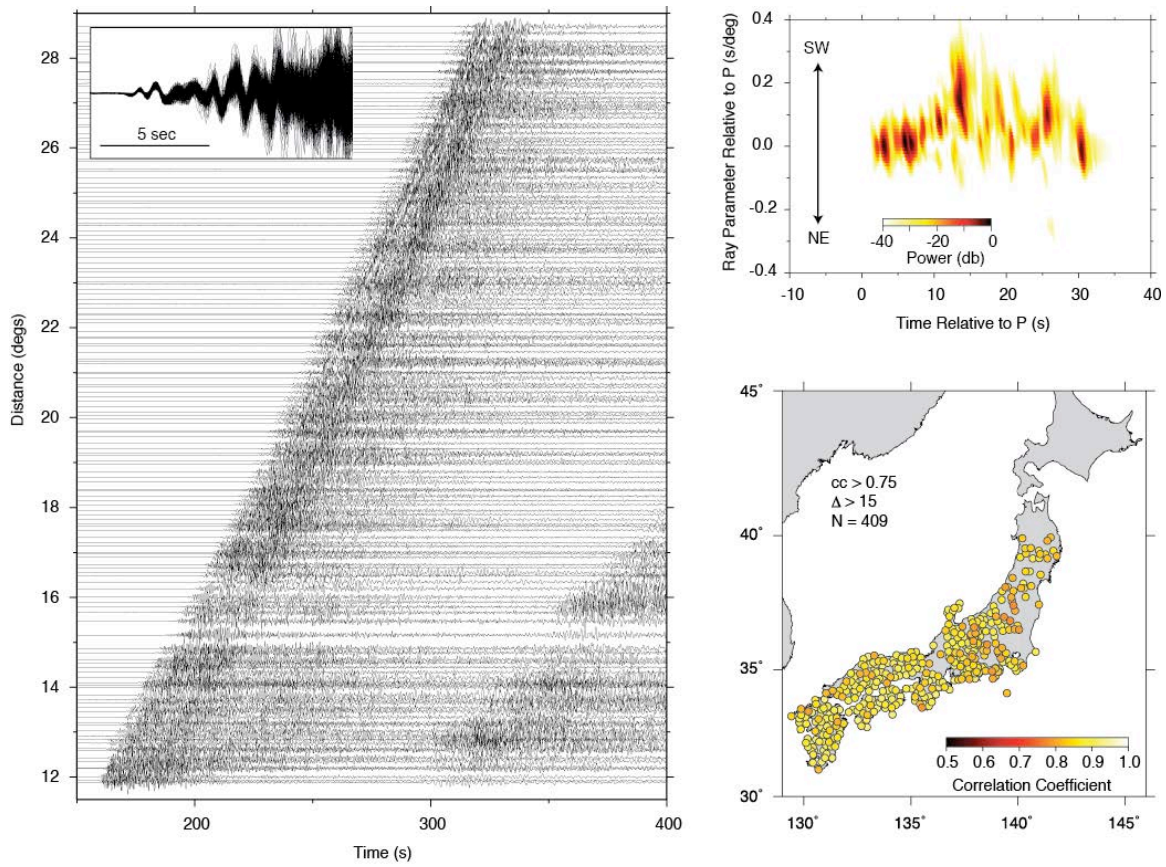 5 sec
28
26
24
22
20
18
16
14
12
Distance (degs)
200
300
400
Time (s)
0.4
0.2
0.0
-0.2
-0.4
Ray Parameter Relative to P (s/deg)
SW
NE
-40
-20
0
Power (db)
-10
0
10
20
30
40
Time Relative to P (s)
45˚
40˚
35˚
30˚
cc > 0.75
Δ > 15
N = 409
0.5 0.6 0.7 0.8 0.9 1.0
Correlation Coefficient
130˚
135˚
140˚
145˚